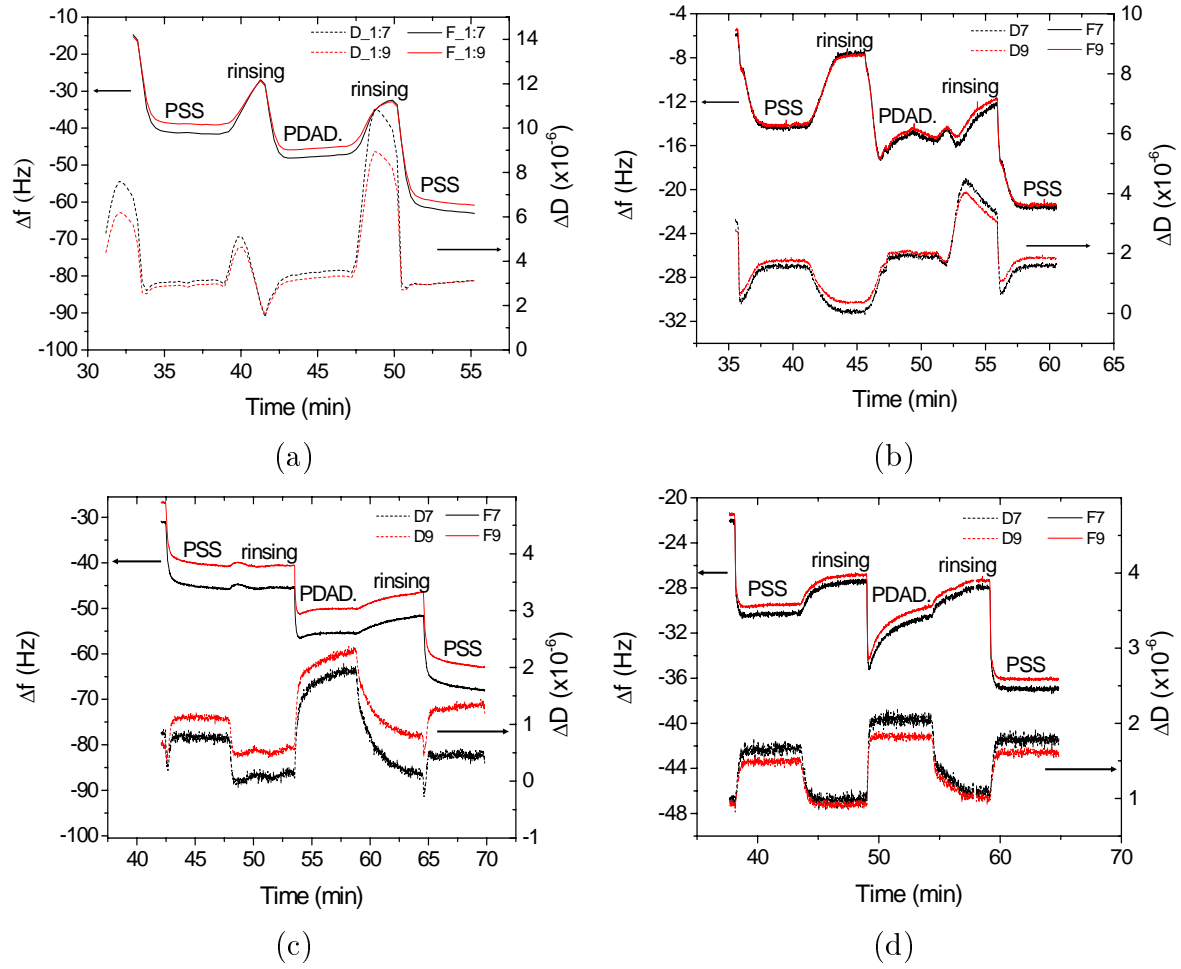 D_1:7 F_1:7
D_1:9 F_1:9
-10
-20
-30
-40
-50
-60
-70
-80
-90
-100
Δf (Hz)
rinsing
PSS
PDAD.
rinsing
PSS
14
12
10
8
6
4
2
0
ΔD (x10-6)
30 35 40 45 50 55
Time (min)
(a)
D7 F7
D9 F9
-4
-8
-12
-16
-20
-24
-28
-32
Δf (Hz)
rinsing
PSS
PDAD.
rinsing
PSS
10
8
6
4
2
0
ΔD (x10-6)
35 40 45 50 55 60 65
Time (min)
(b)
D7 F7
D9 F9
-30
-40
-50
-60
-70
-80
-90
-100
Δf (Hz)
PSS
rinsing
PDAD.
rinsing
PSS
4
3
2
1
0
-1
ΔD (x10-6)
40 45 50 55 60 65 70
Time (min)
(c)
D7 F7
D9 F9
-20
-24
-28
-32
-36
-40
-44
-48
Δf (Hz)
PSS
rinsing
PDAD.
rinsing
PSS
4
3
2
1
ΔD (x10-6)
40 50 60 70
Time (min)
(d)